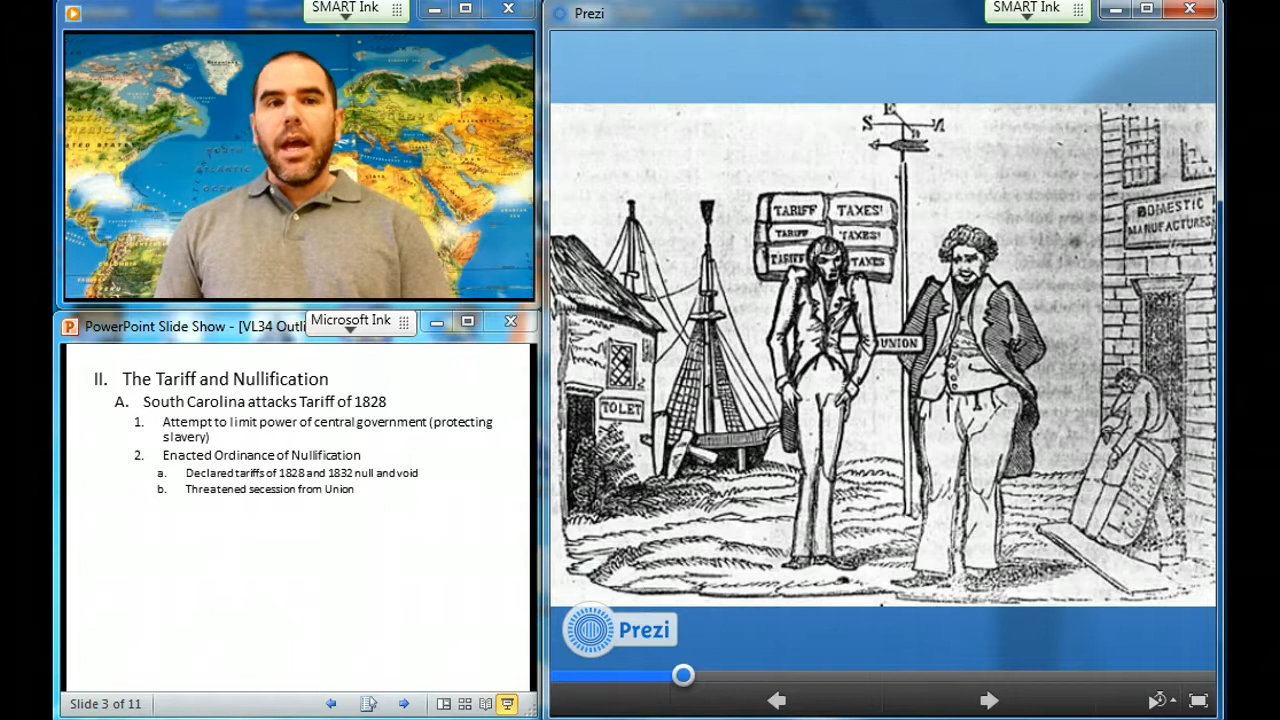 SMART Ink
Prezi
SMART Ink
PowerPoint Slide Show - [VL34 Outli
Microsoft Ink
II. The Tariff and Nullification
A. South Carolina attacks Tariff of 1828
1. Attempt to limit power of central government (protecting
slavery)
2. Enacted Ordinance of Nullification
a. Declared tariffs of 1828 and 1832 null and void
b. Threatened secession from Union
Slide 3 of 11
E
S N
TARIFF TAXES!
TARIFF TAXES!
TARIFF TAXES
DOMESTIC
MANUFACTURES
UNION
TO LET
Prezi